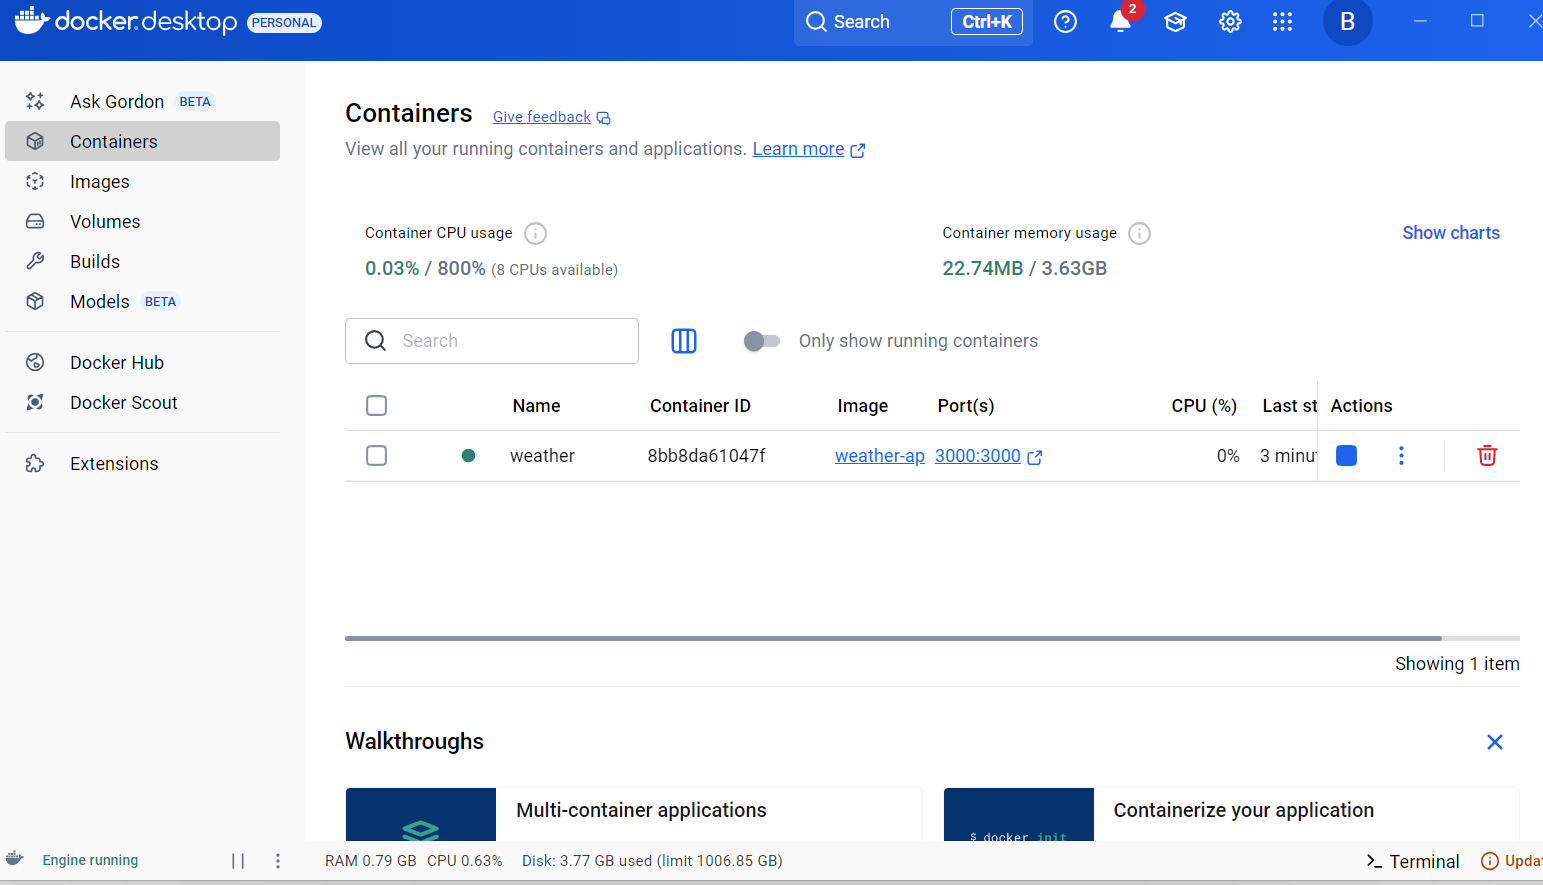 docker.desktop PERSONAL
Search Ctrl+K
2
B
Ask Gordon BETA
Containers
Images
Volumes
Builds
Models BETA
Docker Hub
Docker Scout
Extensions
Containers Give feedback
View all your running containers and applications. Learn more
Container CPU usage
0.03% / 800% (8 CPUs available)
Container memory usage
22.74MB / 3.63GB
Show charts
Search
Only show running containers
Name Container ID Image Port(s) CPU (%) Last st Actions
weather 8bb8da61047f weather-ap 3000:3000 0% 3 minu
Showing 1 item
Walkthroughs
Multi-container applications
$ docker init
Containerize your application
Engine running
RAM 0.79 GB CPU 0.63% Disk: 3.77 GB used (limit 1006.85 GB)
Terminal
Updat